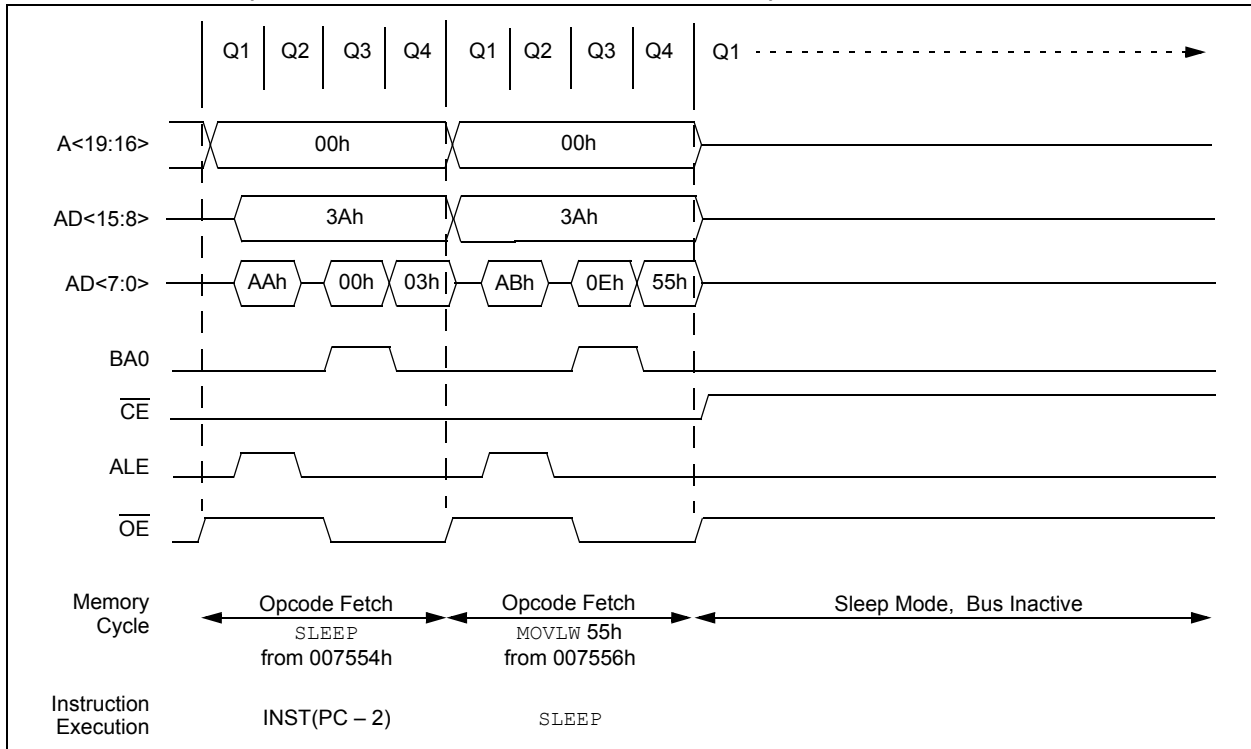 Q1 Q2 Q3 Q4 Q1 Q2 Q3 Q4 Q1
A<19:16> 00h 00h
AD<15:8> 3Ah 3Ah
AD<7:0> AAh 00h 03h ABh 0Eh 55h
BA0
CE
ALE
OE
Memory Cycle
Opcode Fetch
SLEEP
from 007554h
Opcode Fetch
MOVLW 55h
from 007556h
Sleep Mode, Bus Inactive
Instruction
Execution
INST(PC – 2) SLEEP